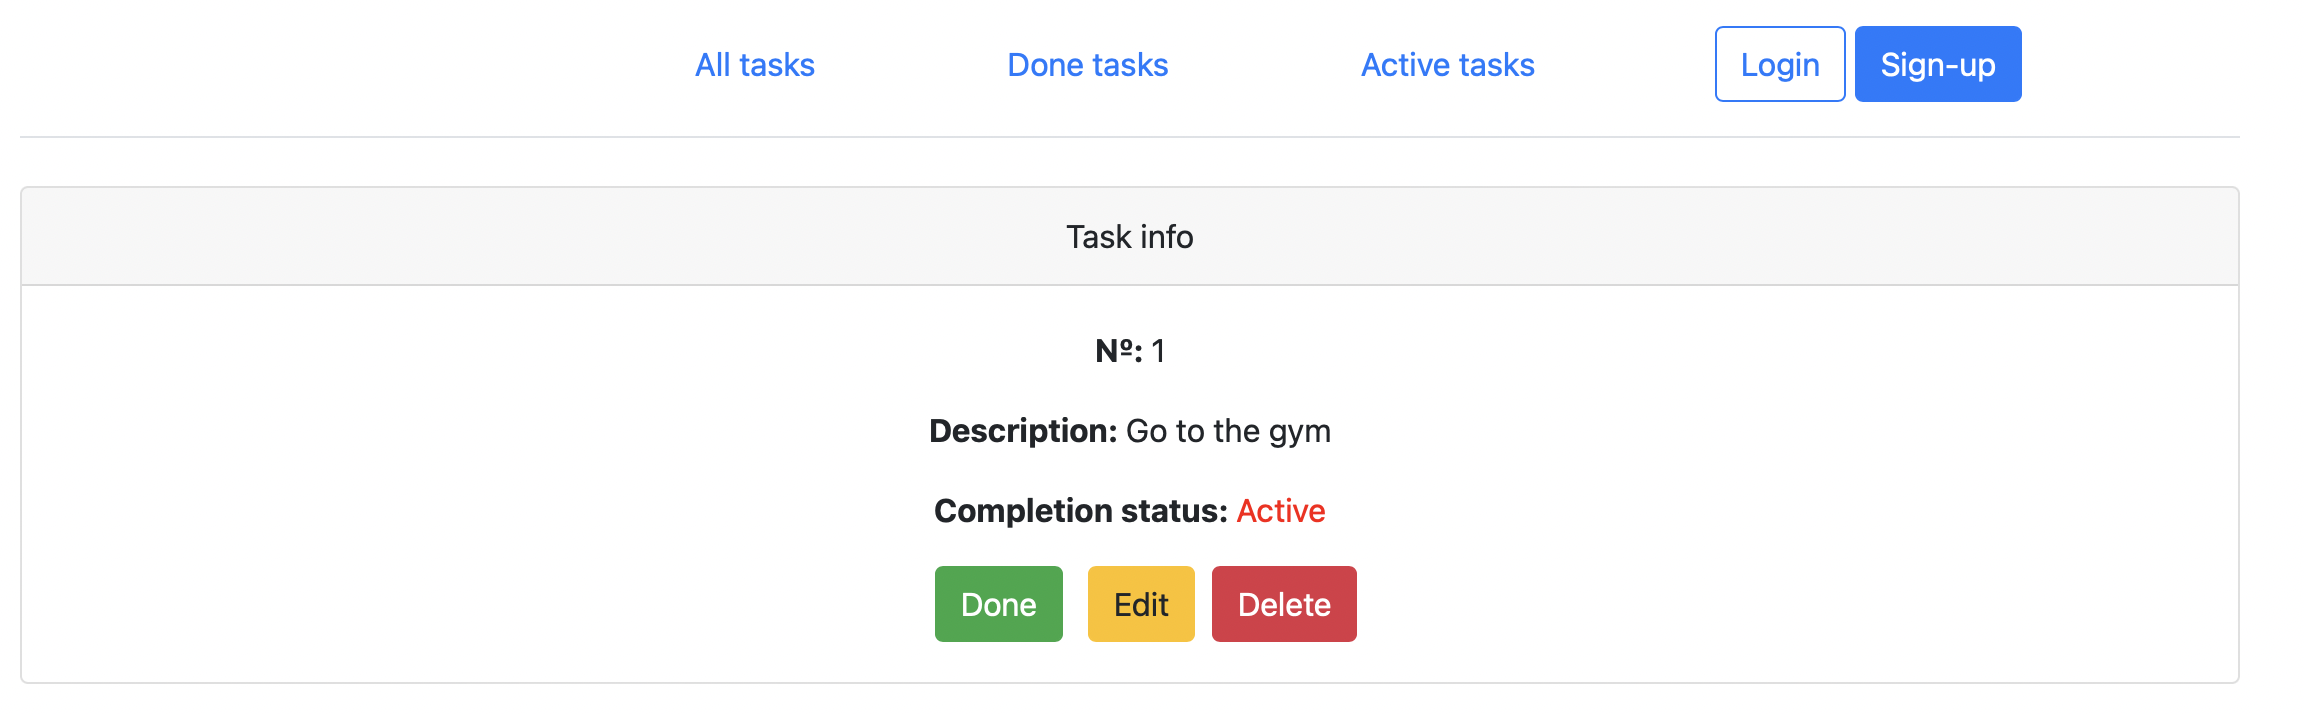 All tasks Done tasks Active tasks Login Sign-up
Task info
Nº: 1
Description: Go to the gym
Completion status: Active
Done Edit Delete